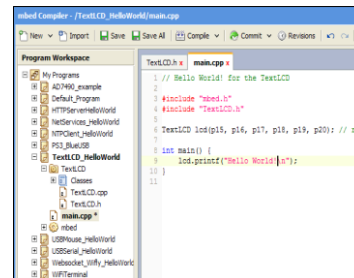 mbed Compiler - /TextLCD_HelloWorld/main.cpp
New Import Save Save All Compile Commit Revisions
Program Workspace
My Programs
AD7490_example
Default_Program
HTTPServerHelloWorld
NetServices_HelloWorld
NTPClient_HelloWorld
PS3_BlueUSB
TextLCD_HelloWorld
TextLCD
Classes
TextLCD.cpp
TextLCD.h
main.cpp *
mbed
USBMouse_HelloWorld
USBSerial_HelloWorld
Websocket_Wifly_HelloWorld
WiFiTerminal
TextLCD.h x main.cpp x
1 // Hello World! for the TextLCD
2
3 #include "mbed.h"
4 #include "TextLCD.h"
5
6 TextLCD lcd(p15, p16, p17, p18, p19, p20); //
7
8 int main() {
9 lcd.printf("Hello World!\n");
10 }
11